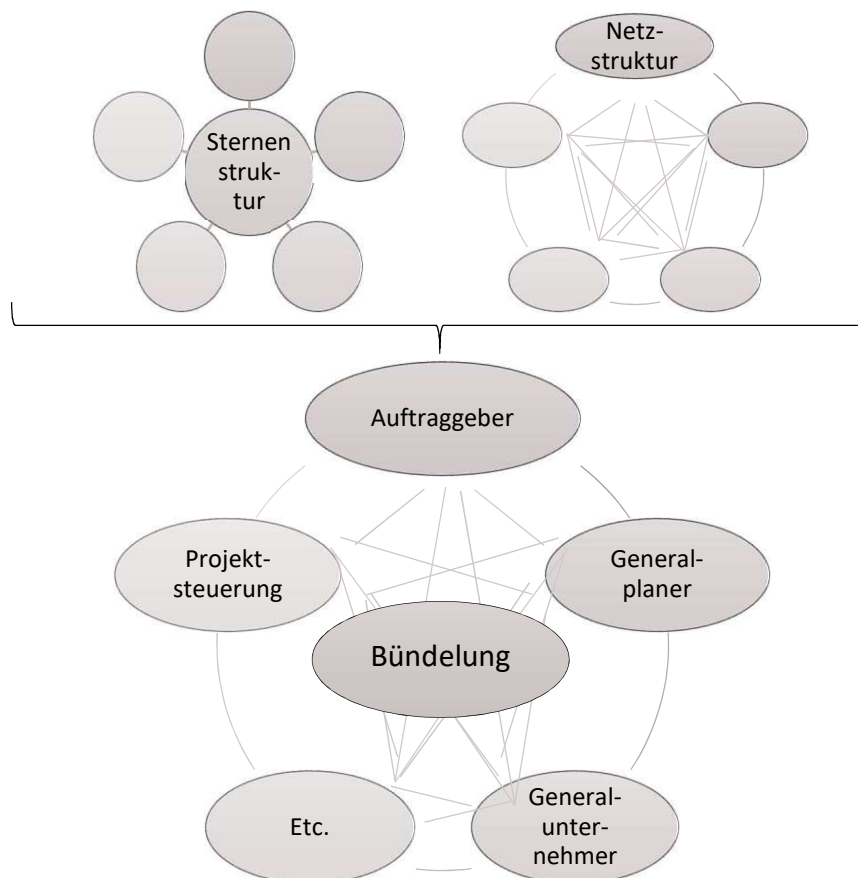 Sternen
struk-
tur
Netz-
struktur
Auftraggeber
Projekt-
steuerung
General-
planer
Bündelung
Etc.
General-
unter-
nehmer